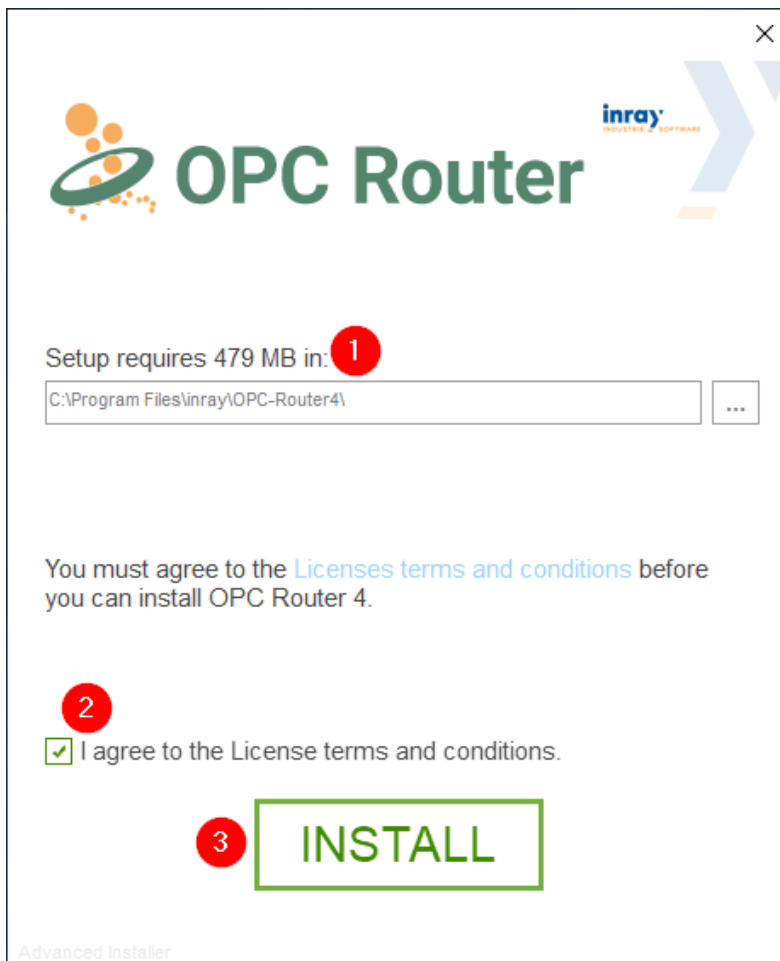 inray
INDUSTRIE SOFTWARE
OPC Router
Setup requires 479 MB in:
1
C:\Program Files\inray\OPC-Router4\
...
You must agree to the Licenses terms and conditions before
you can install OPC Router 4.
2
I agree to the License terms and conditions.
3
INSTALL
Advanced Installer